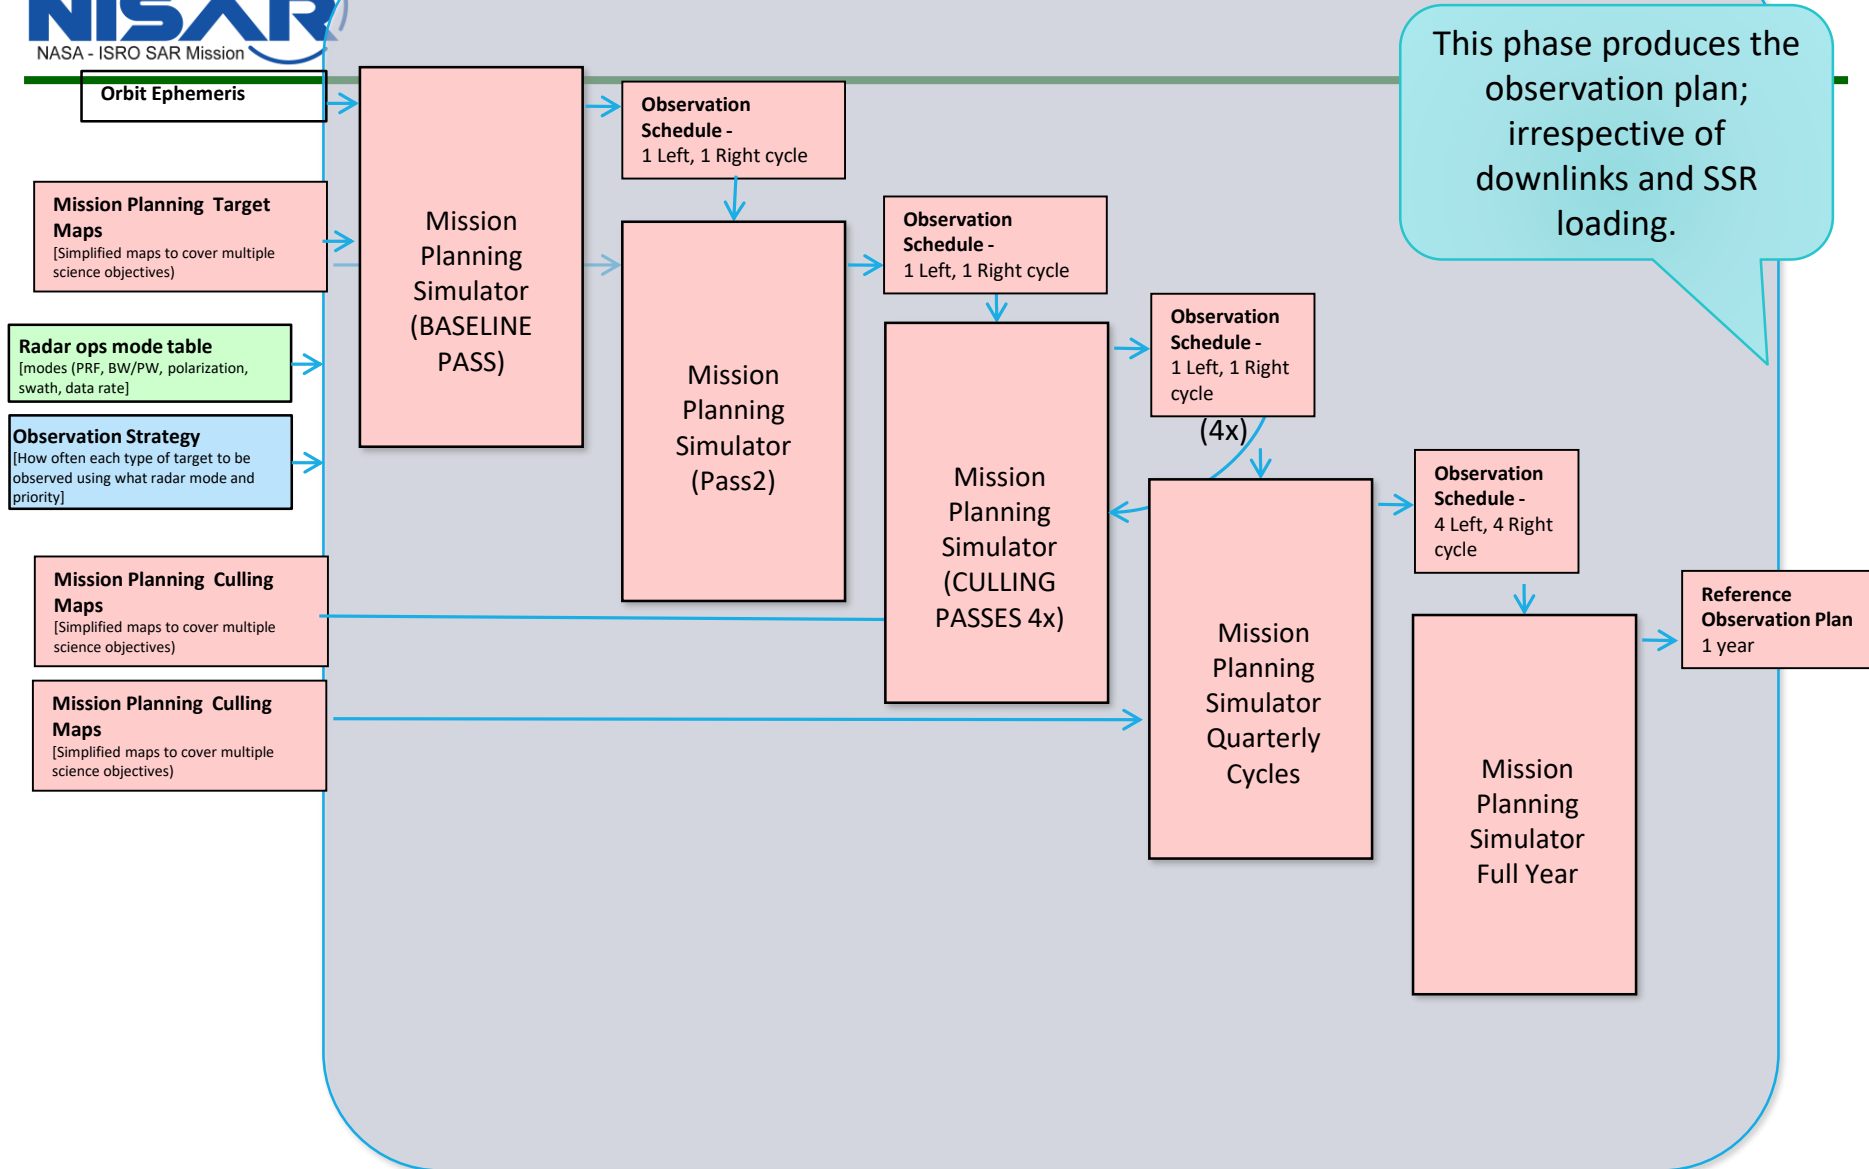 NISAR
NASA - ISRO SAR Mission
This phase produces the
observation plan;
irrespective of
downlinks and SSR
loading.
Orbit Ephemeris
Mission Planning Target
Maps
[Simplified maps to cover multiple
science objectives)
Radar ops mode table
[modes (PRF, BW/PW, polarization,
swath, data rate]
Observation Strategy
[How often each type of target to be
observed using what radar mode and
priority]
Mission Planning Culling
Maps
[Simplified maps to cover multiple
science objectives)
Mission Planning Culling
Maps
[Simplified maps to cover multiple
science objectives)
Mission
Planning
Simulator
(BASELINE
PASS)
Observation
Schedule -
1 Left, 1 Right cycle
Mission
Planning
Simulator
(Pass2)
Observation
Schedule -
1 Left, 1 Right cycle
Mission
Planning
Simulator
(CULLING
PASSES 4x)
Observation
Schedule -
1 Left, 1 Right
cycle
(4x)
Mission
Planning
Simulator
Quarterly
Cycles
Observation
Schedule -
4 Left, 4 Right
cycle
Mission
Planning
Simulator
Full Year
Reference
Observation Plan
1 year